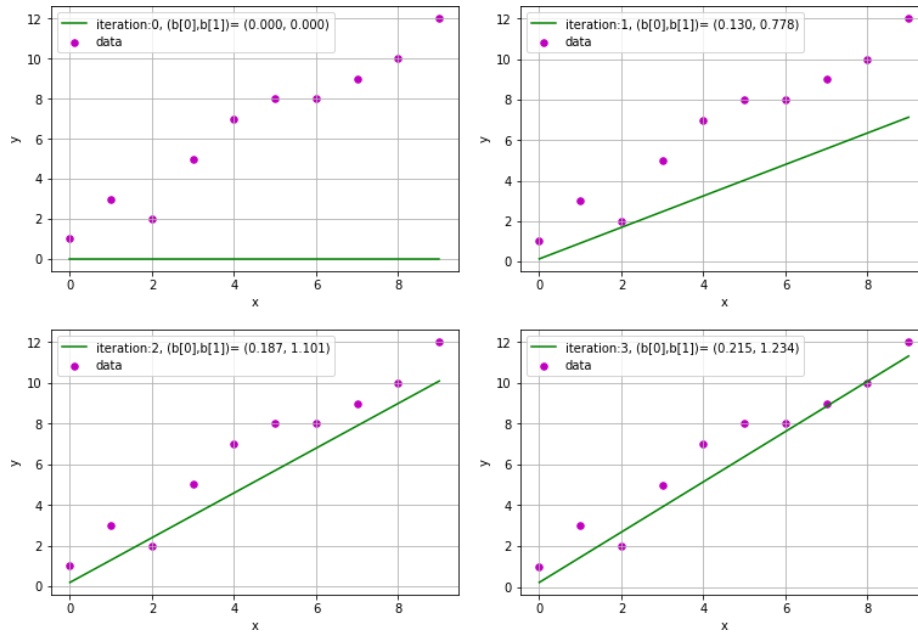 iteration:0, (b[0],b[1])= (0.000, 0.000)
data
12
10
8
6
4
2
0
y
0 2 4 6 8
x
iteration:1, (b[0],b[1])= (0.130, 0.778)
data
12
10
8
6
4
2
0
y
0 2 4 6 8
x
iteration:2, (b[0],b[1])= (0.187, 1.101)
data
12
10
8
6
4
2
0
y
0 2 4 6 8
x
iteration:3, (b[0],b[1])= (0.215, 1.234)
data
12
10
8
6
4
2
0
y
0 2 4 6 8
x